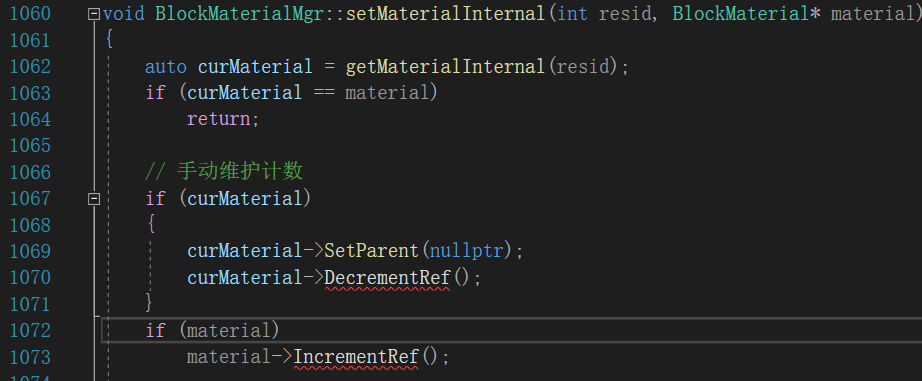 1060 void BlockMaterialMgr::setMaterialInternal(int resid, BlockMaterial* material)
1061 {
1062 auto curMaterial = getMaterialInternal(resid);
1063 if (curMaterial == material)
1064 return;
1065
1066 // 手动维护计数
1067 if (curMaterial)
1068 {
1069 curMaterial->SetParent(nullptr);
1070 curMaterial->DecrementRef();
1071 }
1072 if (material)
1073 material->IncrementRef();
1074